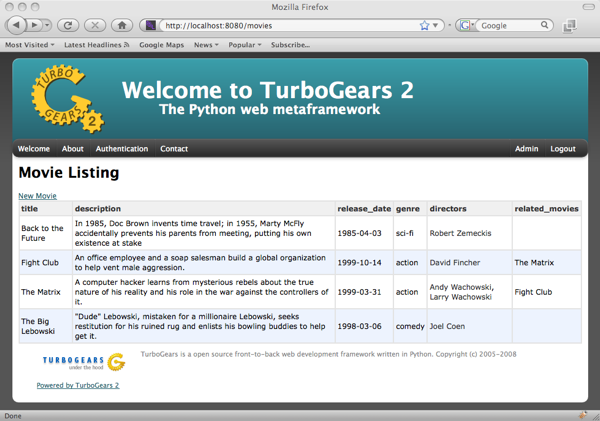 Mozilla Firefox
http://localhost:8080/movies
Google
Most Visited Latest Headlines Google Maps News Popular Subscribe...
TURBO GEARS 2
Welcome to TurboGears 2
The Python web metaframework
Welcome About Authentication Contact Admin Logout
Movie Listing
New Movie
title description release_date genre directors related_movies
Back to the Future In 1985, Doc Brown invents time travel; in 1955, Marty McFly accidentally prevents his parents from meeting, putting his own existence at stake 1985-04-03 sci-fi Robert Zemeckis
Fight Club An office employee and a soap salesman build a global organization to help vent male aggression. 1999-10-14 action David Fincher The Matrix
The Matrix A computer hacker learns from mysterious rebels about the true nature of his reality and his role in the war against the controllers of it. 1999-03-31 action Andy Wachowski, Larry Wachowski Fight Club
The Big Lebowski "Dude" Lebowski, mistaken for a millionaire Lebowski, seeks restitution for his ruined rug and enlists his bowling buddies to help get it. 1998-03-06 comedy Joel Coen
TURBOGEARS
under the hood
TurboGears is a open source front-to-back web development framework written in Python. Copyright (c) 2005-2008
Powered by TurboGears 2
Done